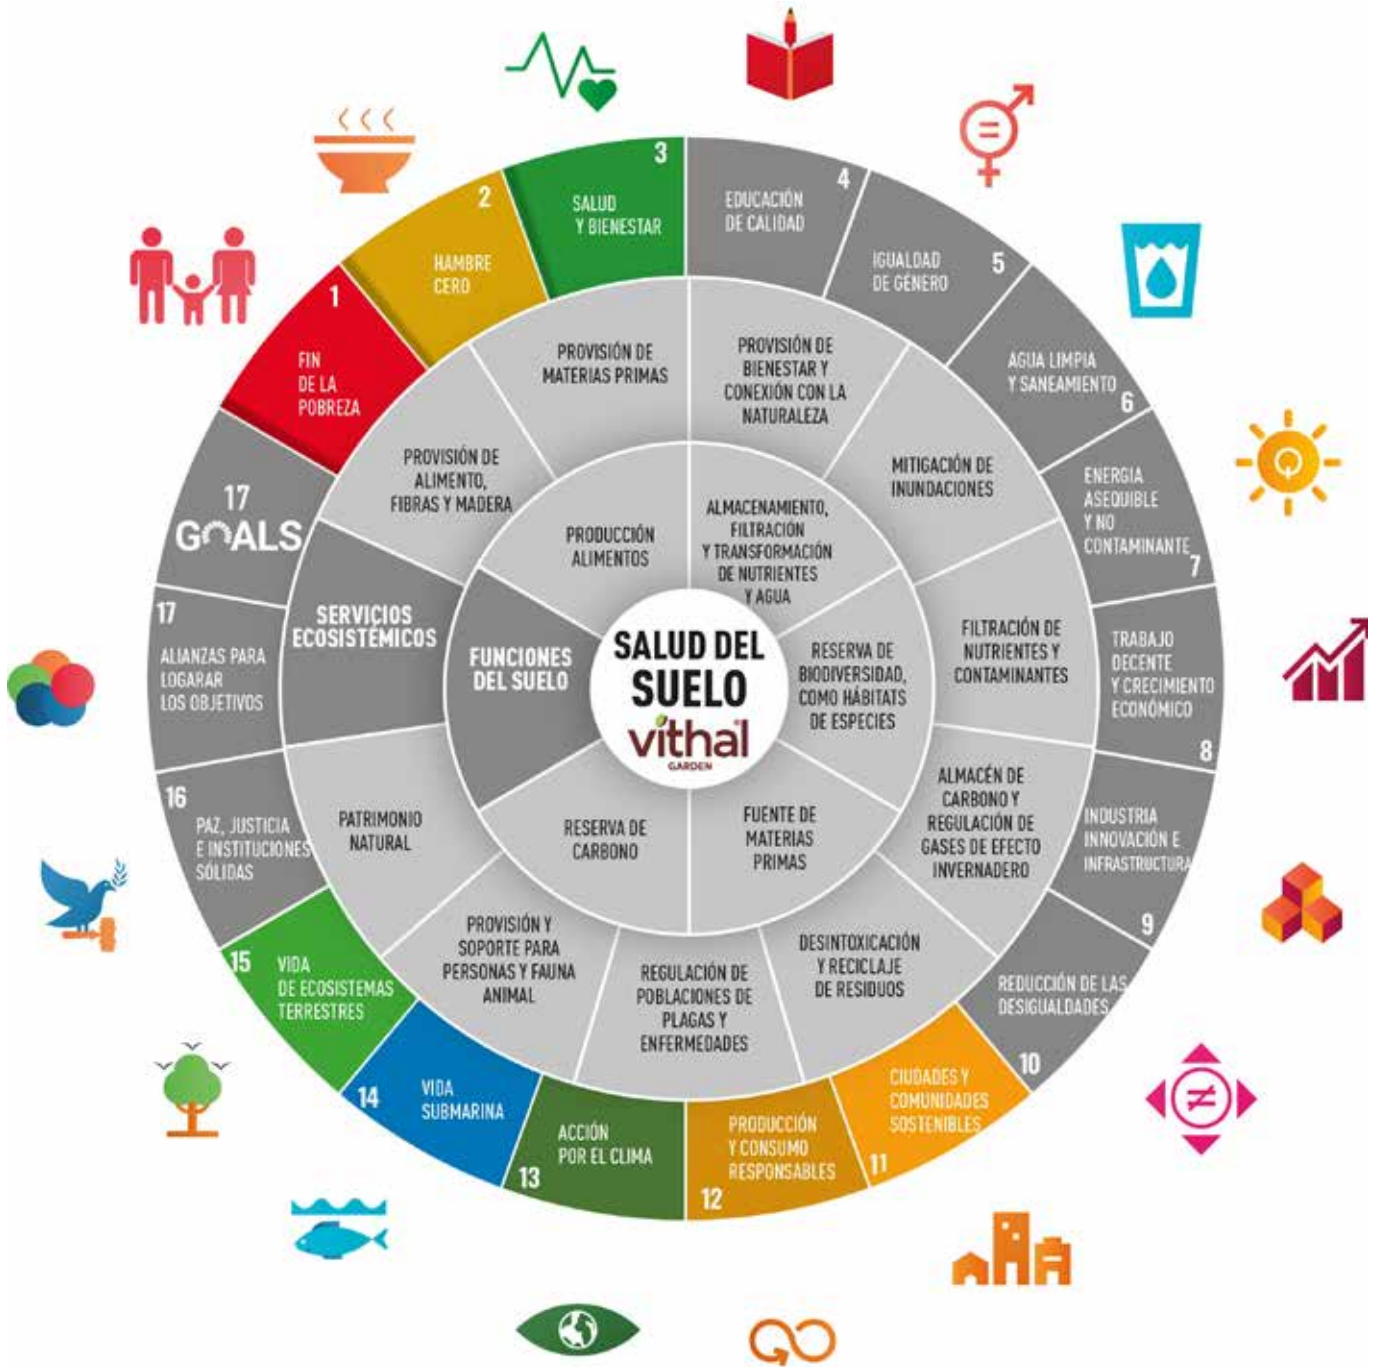 3
SALUD
Y BIENESTAR
4
EDUCACIÓN
DE CALIDAD
5
IGUALDAD
DE GÉNERO
AGUA LIMPIA
Y SANEAMIENTO
6
ENERGIA
ASEQUIBLE
Y NO
CONTAMINANTE
7
TRABAJO
DECENTE
Y CRECIMIENTO
ECONÓMICO
8
INDUSTRIA
INNOVACIÓN E
INFRASTRUCTURA
9
REDUCCIÓN DE LAS
DESIGUALDADES
10
CIUDADES Y
COMUNIDADES
SOSTENIBLES
11
PRODUCCIÓN
Y CONSUMO
RESPONSABLES
12
ACCIÓN
POR EL CLIMA
13
VIDA
SUBMARINA
14
15
VIDA
DE ECOSISTEMAS
TERRESTRES
16
PAZ, JUSTICIA
E INSTITUCIONES
SÓLIDAS
17
ALIANZAS PARA
LOGARAR
LOS OBJETIVOS
17
GOALS
1
FIN
DE LA
POBREZA
2
HAMBRE
CERO
SERVICIOS
ECOSISTÉMICOS
PROVISIÓN DE
ALIMENTO,
FIBRAS Y MADERA
PROVISIÓN DE
MATERIAS PRIMAS
PROVISIÓN DE
BIENESTAR Y
CONEXIÓN CON LA
NATURALEZA
MITIGACIÓN DE
INUNDACIONES
FILTRACIÓN DE
NUTRIENTES Y
CONTAMINANTES
ALMACÉN DE
CARBONO Y
REGULACIÓN DE
GASES DE EFECTO
INVERNADERO
DESINTOXICACIÓN
Y RECICLAJE
DE RESIDUOS
REGULACIÓN DE
POBLACIONES DE
PLAGAS Y
ENFERMEDADES
PROVISIÓN Y
SOPORTE PARA
PERSONAS Y FAUNA
ANIMAL
PATRIMONIO
NATURAL
FUNCIONES
DEL SUELO
PRODUCCIÓN
ALIMENTOS
ALMACENAMIENTO,
FILTRACIÓN
Y TRANSFORMACIÓN
DE NUTRIENTES
Y AGUA
RESERVA DE
BIODIVERSIDAD,
COMO HÁBITATS
DE ESPECIES
FUENTE DE
MATERIAS
PRIMAS
RESERVA DE
CARBONO
SALUD DEL
SUELO
vithal®
GARDEN